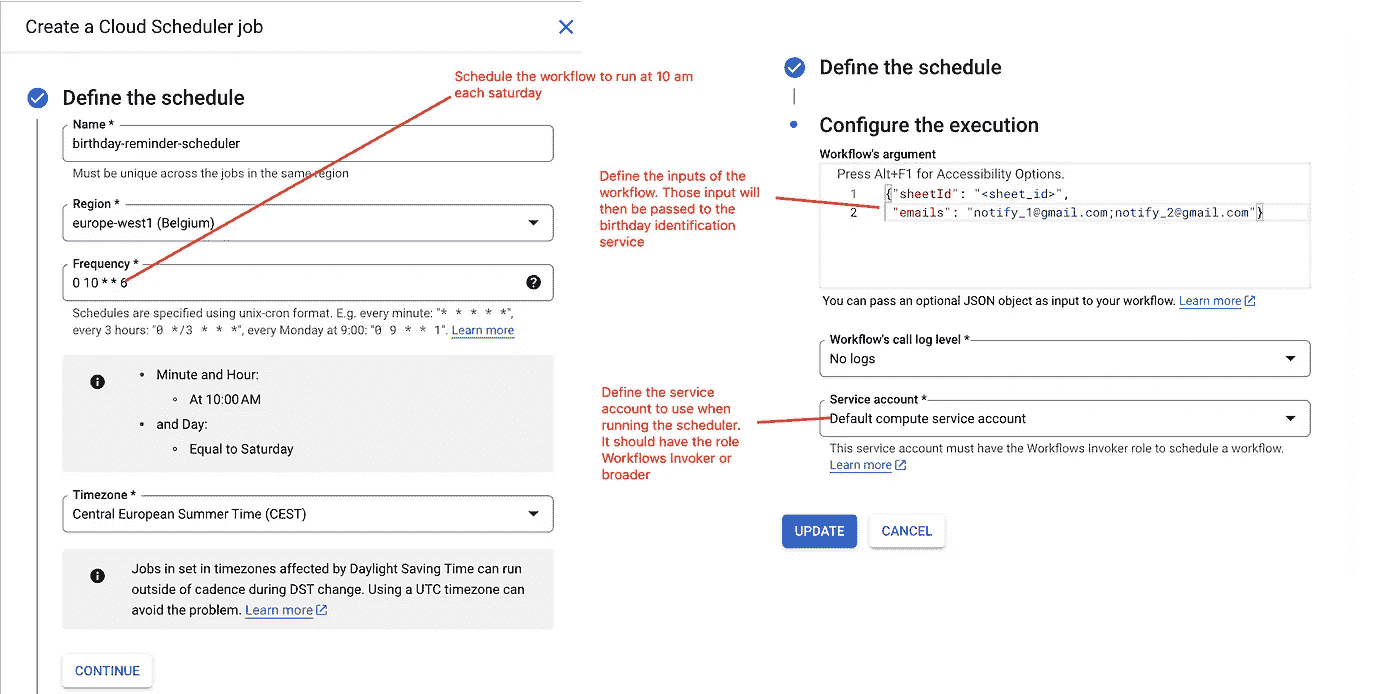 Create a Cloud Scheduler job
Schedule the workflow to run at 10 am
each saturday
Define the schedule
Name *
birthday-reminder-scheduler
Must be unique across the jobs in the same region
Region *
europe-west1 (Belgium)
Frequency *
0 10 * * 6
Schedules are specified using unix-cron format. E.g. every minute: "* * * * *",
every 3 hours: "0 */3 * * *", every Monday at 9:00: "0 9 * * 1". Learn more
Minute and Hour:
At 10:00 AM
and Day:
Equal to Saturday
Timezone *
Central European Summer Time (CEST)
Jobs in set in timezones affected by Daylight Saving Time can run
outside of cadence during DST change. Using a UTC timezone can
avoid the problem. Learn more
CONTINUE
Define the inputs of the
workflow. Those input will
then be passed to the
birthday identification
service
Define the service
account to use when
running the scheduler.
It should have the role
Workflows Invoker or
broader
Define the schedule
Configure the execution
Workflow's argument
Press Alt+F1 for Accessibility Options.
1 {"sheetId": "<sheet_id>",
2 "emails": "notify_1@gmail.com;notify_2@gmail.com"}
You can pass an optional JSON object as input to your workflow. Learn more
Workflow's call log level *
No logs
Service account *
Default compute service account
This service account must have the Workflows Invoker role to schedule a workflow.
Learn more
UPDATE
CANCEL